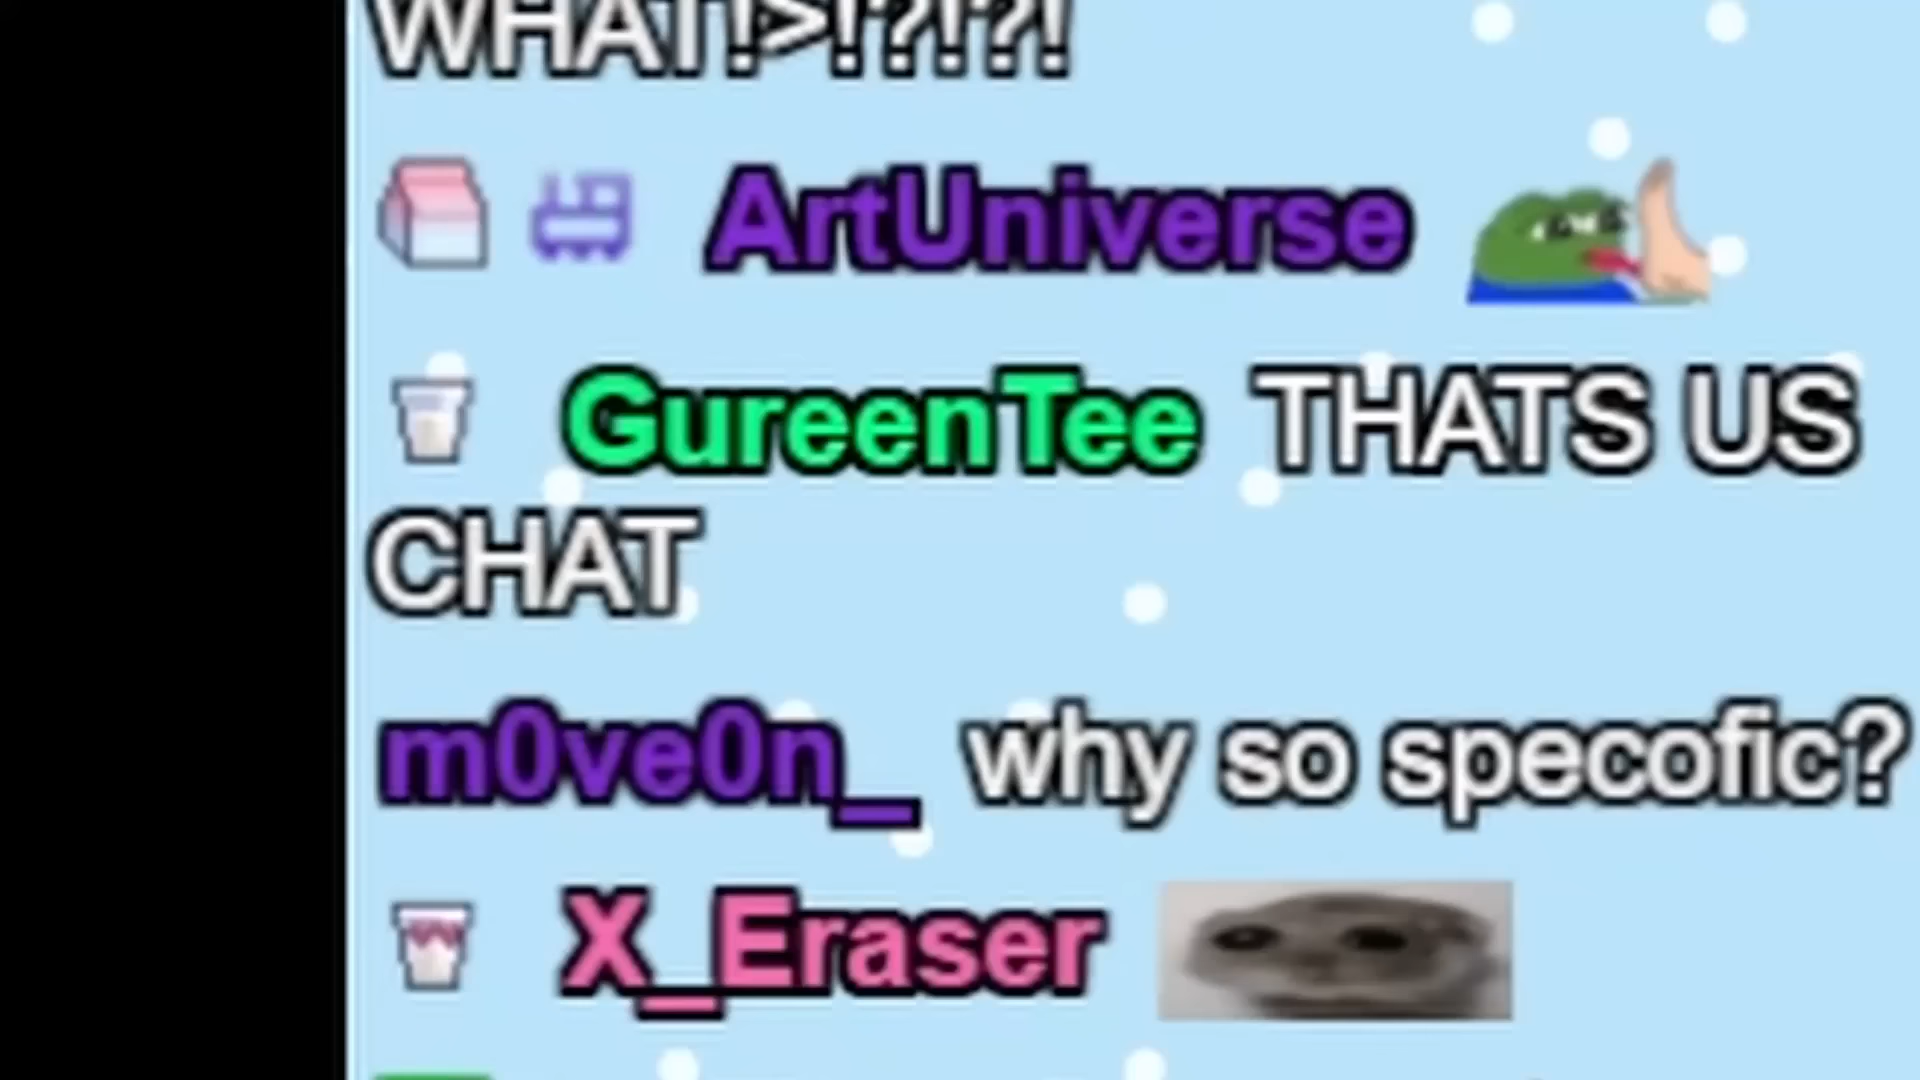 WHAT!>!?!?!
ArtUniverse
GureenTee THATS US
CHAT
m0ve0n_ why so specofic?
X_Eraser